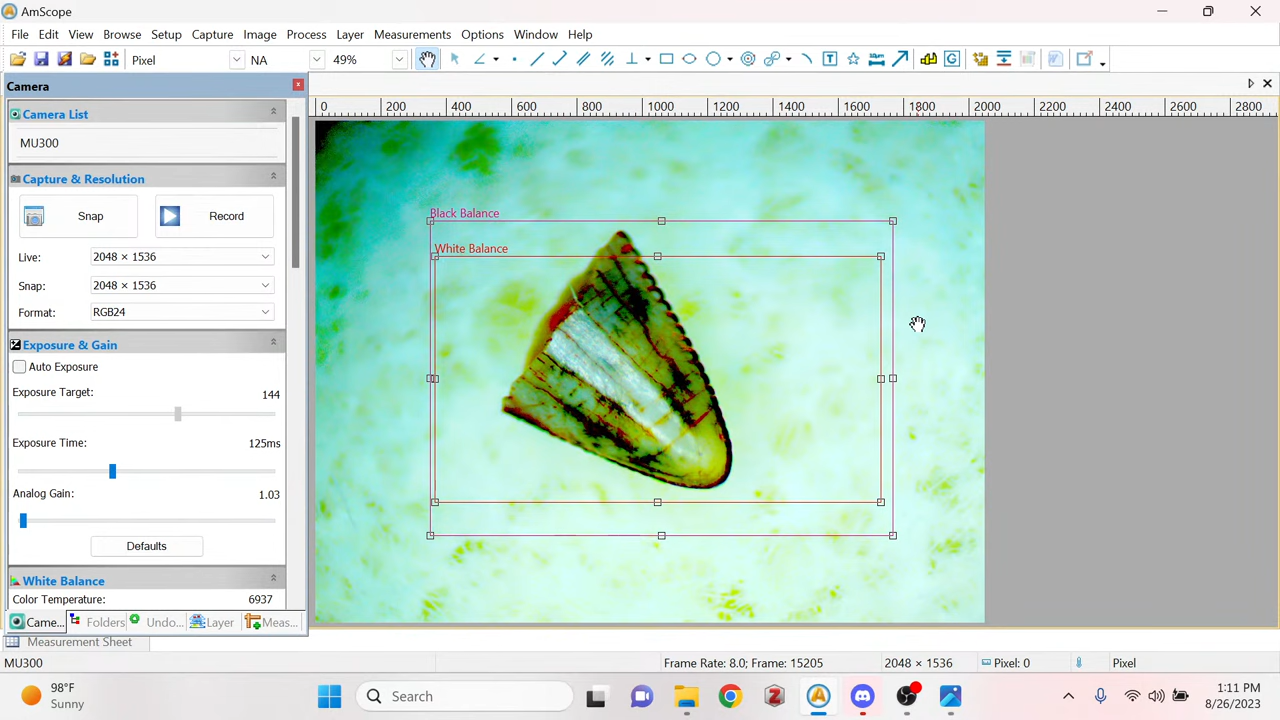 AmScope
File Edit View Browse Setup Capture Image Process Layer Measurements Options Window Help
Pixel NA 49%
Camera
Camera List
MU300
Capture & Resolution
Snap Record
Live: 2048 × 1536
Snap: 2048 × 1536
Format: RGB24
Exposure & Gain
Auto Exposure
Exposure Target: 144
Exposure Time: 125ms
Analog Gain: 1.03
Defaults
White Balance
Color Temperature: 6937
Came... Folders Undo... Layer Meas...
0 200 400 600 800 1000 1200 1400 1600 1800 2000 2200 2400 2600 2800
Black Balance
White Balance
Measurement Sheet
MU300 Frame Rate: 8.0; Frame: 15205 2048 × 1536 Pixel: 0 Pixel
98°F
Sunny
Search
1:11 PM
8/26/2023